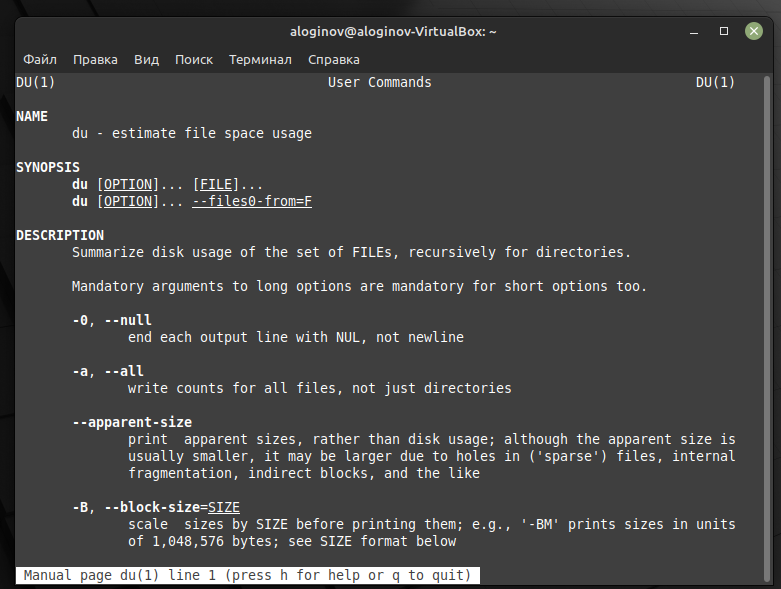 aloginov@aloginov-VirtualBox: ~
Файл Правка Вид Поиск Терминал Справка
DU(1) User Commands DU(1)
NAME
du - estimate file space usage
SYNOPSIS
du [OPTION]... [FILE]...
du [OPTION]... --files0-from=F
DESCRIPTION
Summarize disk usage of the set of FILEs, recursively for directories.
Mandatory arguments to long options are mandatory for short options too.
-0, --null
end each output line with NUL, not newline
-a, --all
write counts for all files, not just directories
--apparent-size
print apparent sizes, rather than disk usage; although the apparent size is
usually smaller, it may be larger due to holes in ('sparse') files, internal
fragmentation, indirect blocks, and the like
-B, --block-size=SIZE
scale sizes by SIZE before printing them; e.g., '-BM' prints sizes in units
of 1,048,576 bytes; see SIZE format below
Manual page du(1) line 1 (press h for help or q to quit)